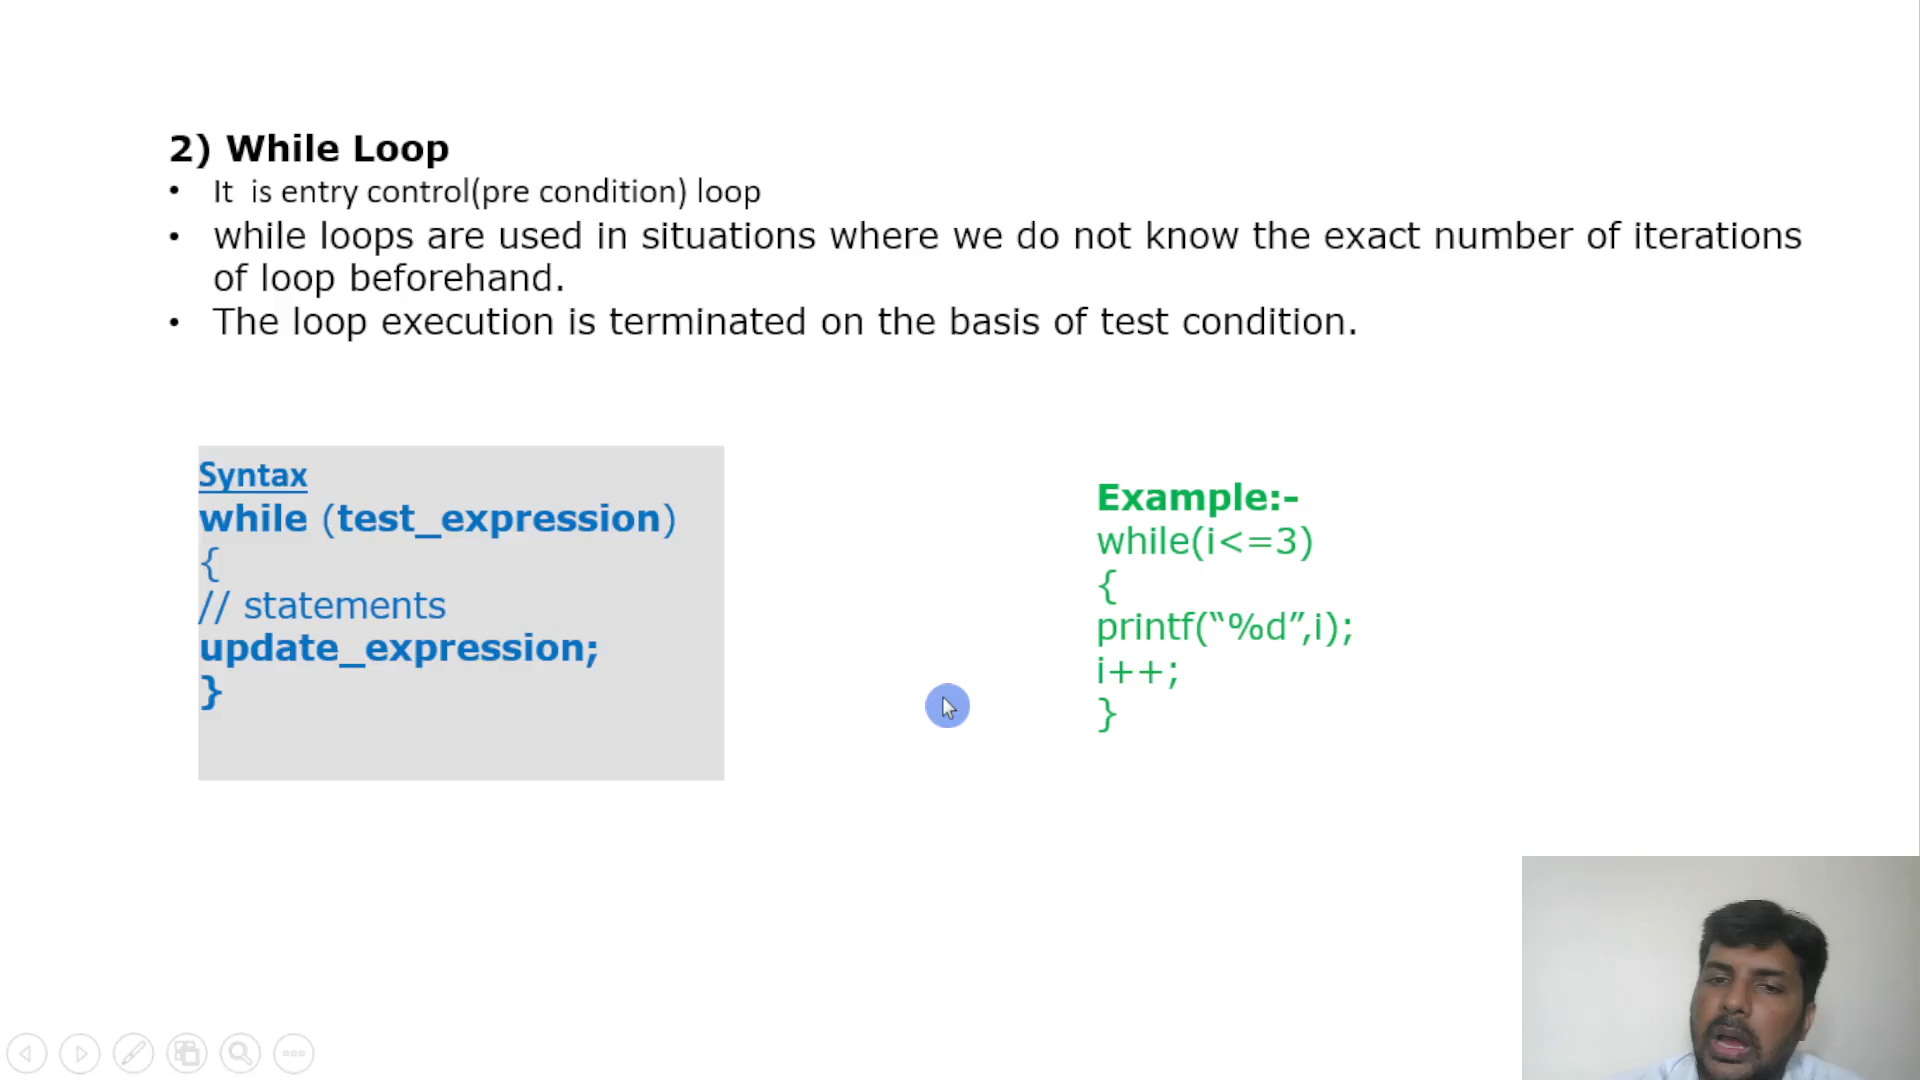 2) While Loop
• It  is entry control(pre condition) loop
• while loops are used in situations where we do not know the exact number of iterations
of loop beforehand.
• The loop execution is terminated on the basis of test condition.
Syntax
while (test_expression)
{
// statements
update_expression;
}
Example:-
while(i<=3)
{
printf(“%d”,i);
i++;
}